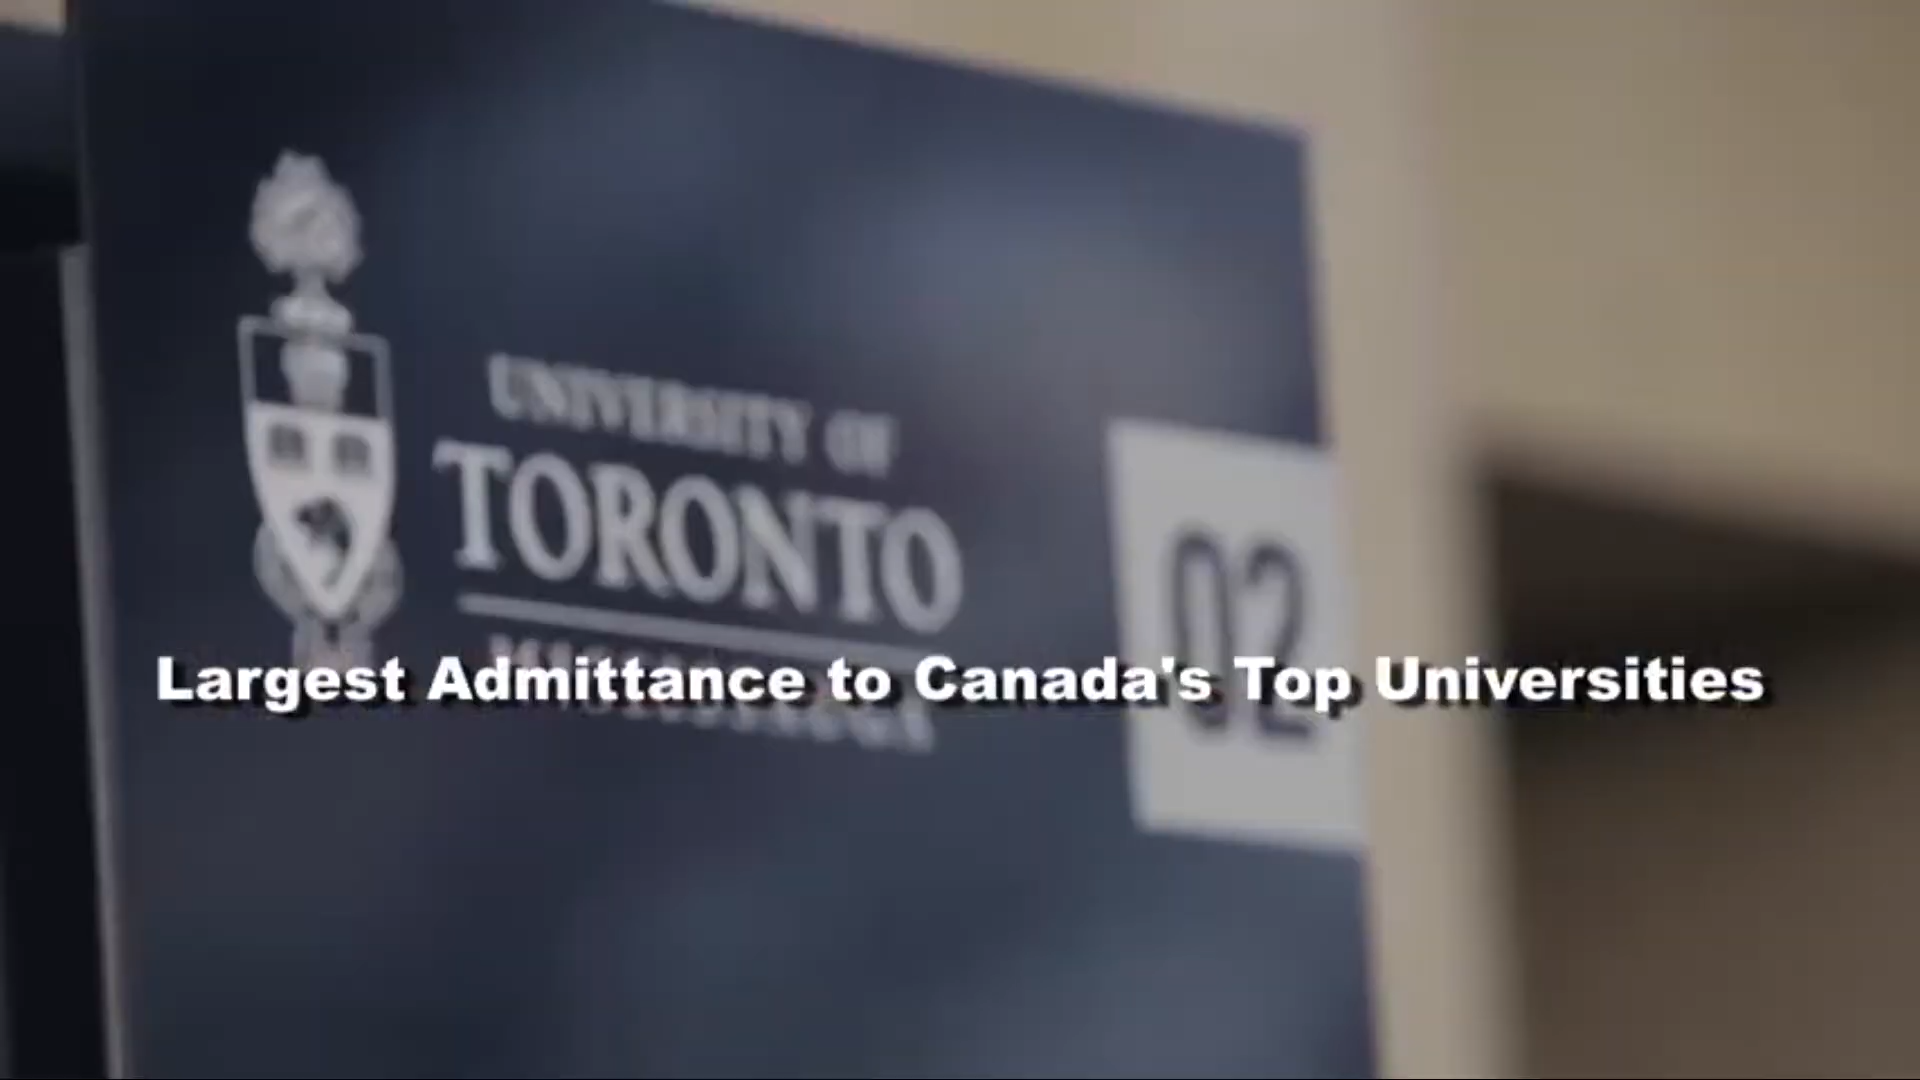 UNIVERSITY OF
TORONTO
02
Largest Admittance to Canada's Top Universities